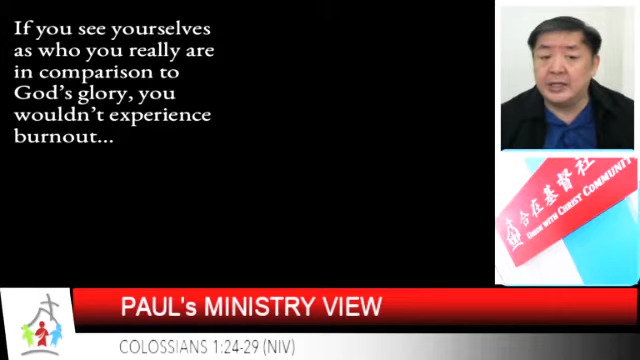 If you see yourselves
as who you really are
in comparison to
God's glory, you
wouldn't experience
burnout...
合在基督社
UNION WITH CHRIST COMMUNITY
PAUL's MINISTRY VIEW
COLOSSIANS 1:24-29 (NIV)